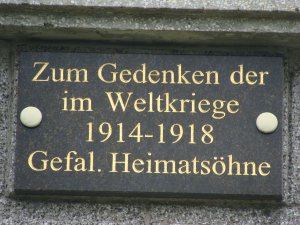 Zum Gedenken der
im Weltkriege
1914-1918
Gefal. Heimatsöhne